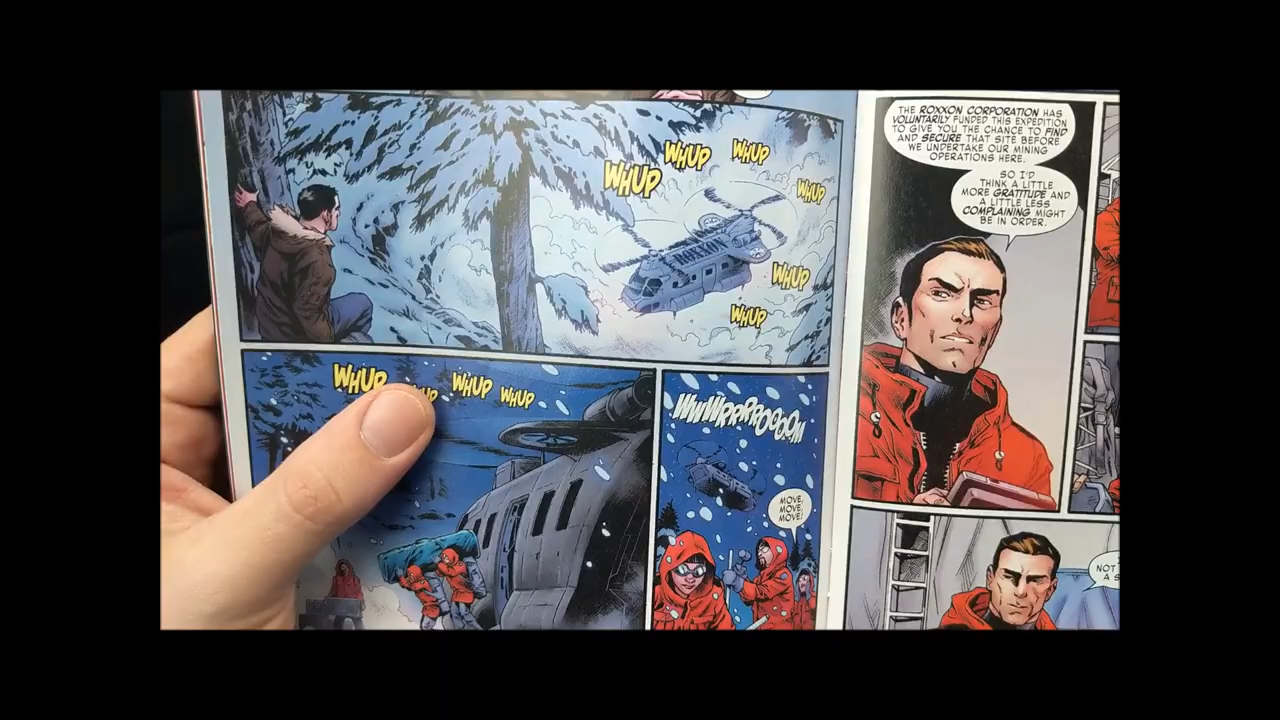 WHUP
WHUP
WHUP
WHUP
ROXXON
WHUP
WHUP
WHUP
WHUP
WHUP
WWWRRRROOOOM
MOVE,
MOVE,
MOVE!
THE ROXXON CORPORATION HAS
VOLUNTARILY FUNDED THIS EXPEDITION
TO GIVE YOU THE CHANCE TO FIND
AND SECURE THAT SITE BEFORE
WE UNDERTAKE OUR MINING
OPERATIONS HERE.
SO I'D
THINK A LITTLE
MORE GRATITUDE AND
A LITTLE LESS
COMPLAINING MIGHT
BE IN ORDER.
NOT
A S